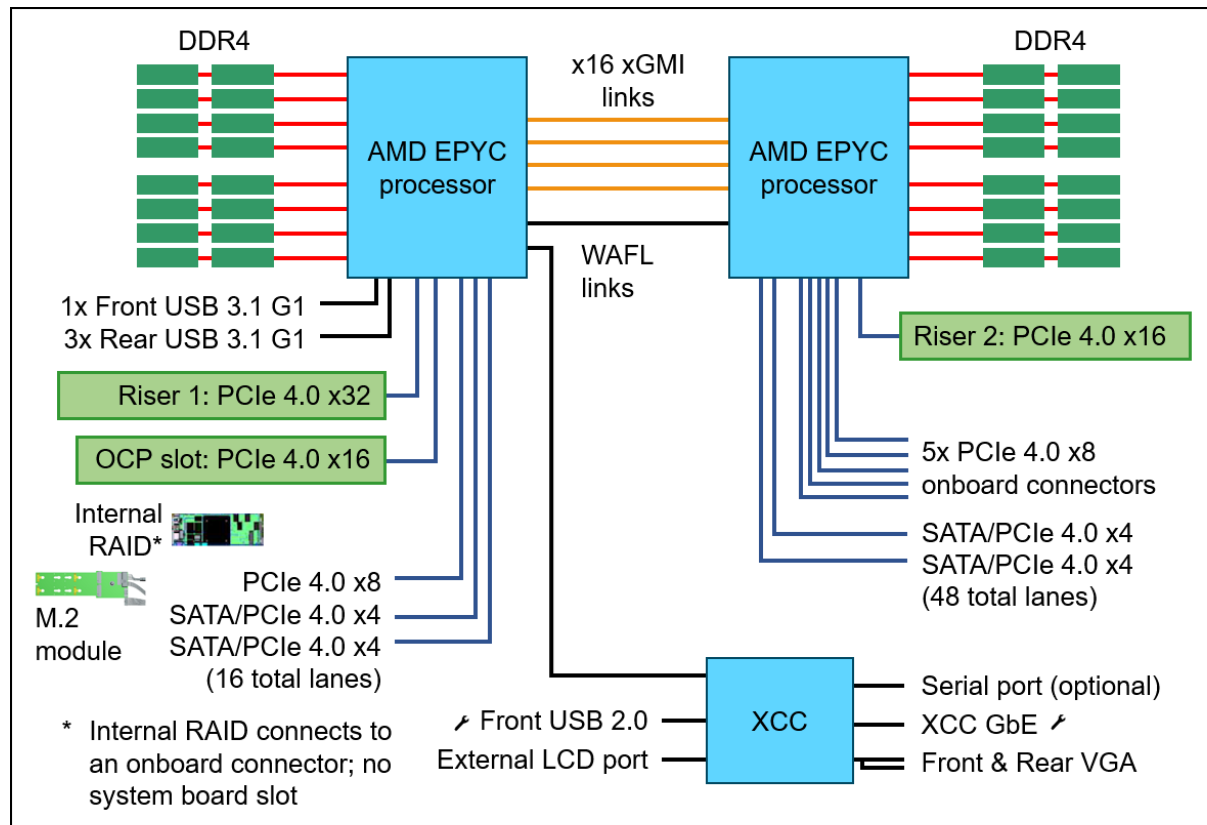 DDR4
DDR4
x16 xGMI
links
AMD EPYC
processor
AMD EPYC
processor
WAFL
links
1x Front USB 3.1 G1
3x Rear USB 3.1 G1
Riser 1: PCIe 4.0 x32
OCP slot: PCIe 4.0 x16
Internal
RAID*
M.2
module
PCIe 4.0 x8
SATA/PCIe 4.0 x4
SATA/PCIe 4.0 x4
(16 total lanes)
* Internal RAID connects to
an onboard connector; no
system board slot
Riser 2: PCIe 4.0 x16
5x PCIe 4.0 x8
onboard connectors
SATA/PCIe 4.0 x4
SATA/PCIe 4.0 x4
(48 total lanes)
Front USB 2.0
External LCD port
XCC
Serial port (optional)
XCC GbE
Front & Rear VGA